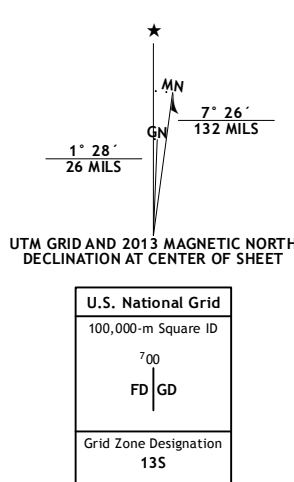 ★
MN
GN
7° 26´
132 MILS
1° 28´
26 MILS
UTM GRID AND 2013 MAGNETIC NORTH
DECLINATION AT CENTER OF SHEET
U.S. National Grid
100,000-m Square ID
⁷00
FD GD
Grid Zone Designation
13S